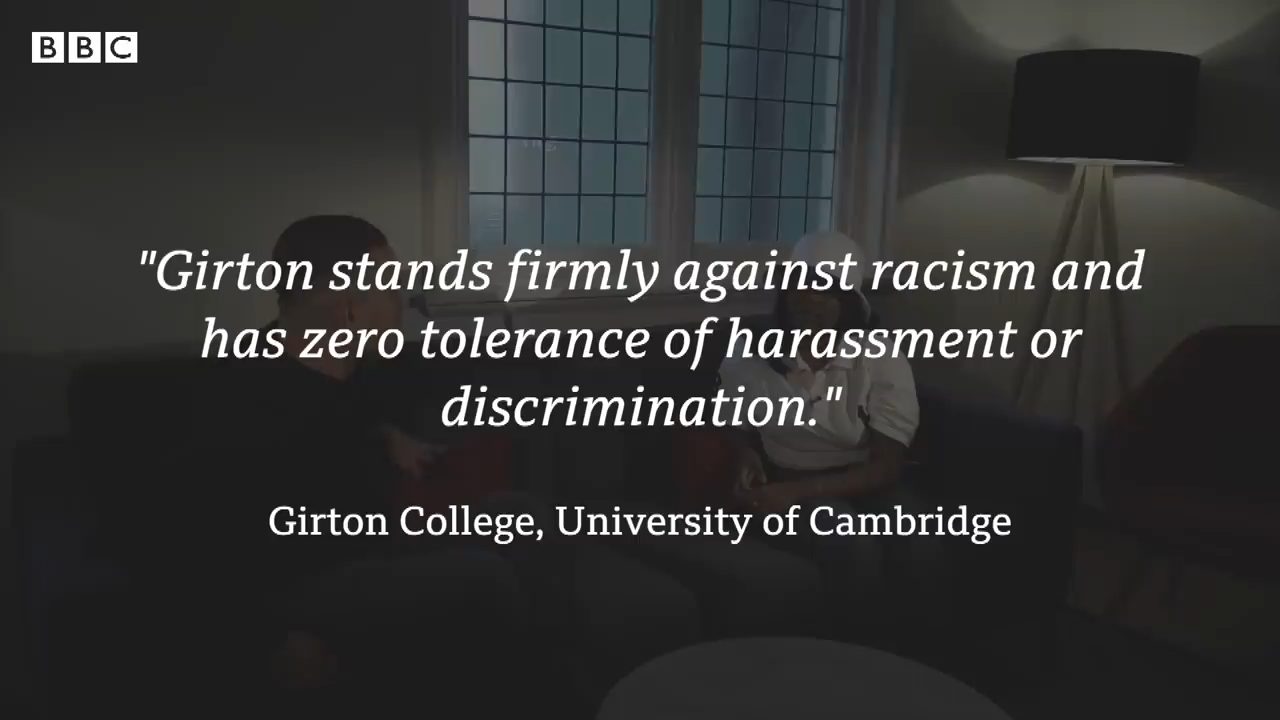 BBC
"Girton stands firmly against racism and
has zero tolerance of harassment or
discrimination."
Girton College, University of Cambridge